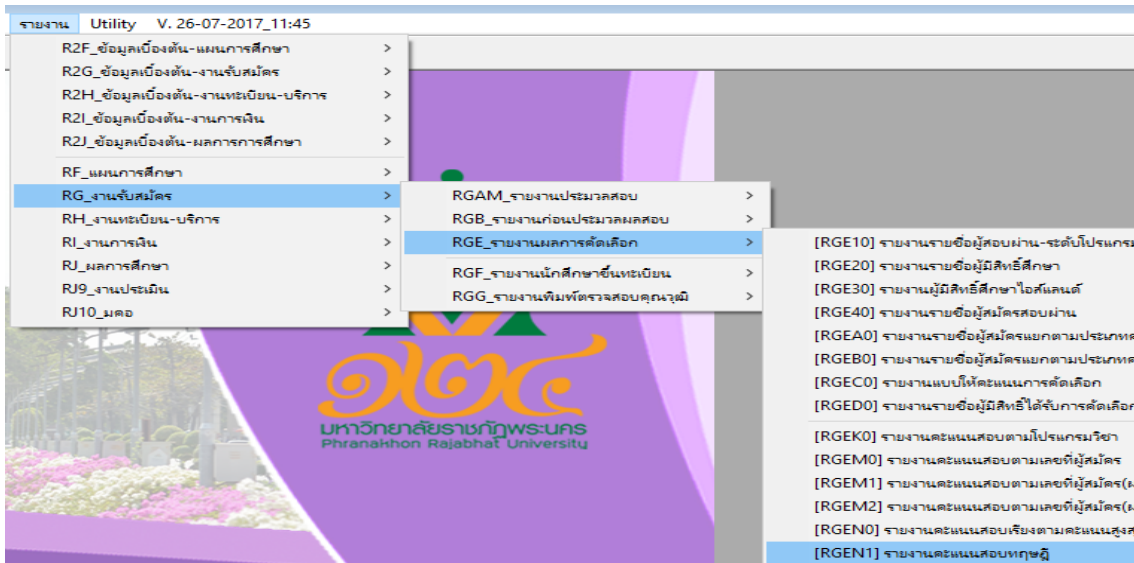 รายงาน Utility V. 26-07-2017_11:45
R2F_ข้อมูลเบื้องต้น-แผนการศึกษา
R2G_ข้อมูลเบื้องต้น-งานรับสมัคร
R2H_ข้อมูลเบื้องต้น-งานทะเบียน-บริการ
R2I_ข้อมูลเบื้องต้น-งานการเงิน
R2J_ข้อมูลเบื้องต้น-ผลการการศึกษา
RF_แผนการศึกษา
RG_งานรับสมัคร
RH_งานทะเบียน-บริการ
RI_งานการเงิน
RJ_ผลการศึกษา
RJ9_งานประเมิน
RJ10_มคอ
RGAM_รายงานประมวลสอบ
RGB_รายงานก่อนประมวลผลสอบ
RGE_รายงานผลการคัดเลือก
RGF_รายงานนักศึกษาขึ้นทะเบียน
RGG_รายงานพิมพ์ตรวจสอบคุณวุฒิ
[RGE10] รายงานรายชื่อผู้สอบผ่าน-ระดับโปรแกรม
[RGE20] รายงานรายชื่อผู้มีสิทธิ์ศึกษา
[RGE30] รายงานผู้มีสิทธิ์ศึกษาไอส์แลนด์
[RGE40] รายงานรายชื่อผู้สมัครสอบผ่าน
[RGEA0] รายงานรายชื่อผู้สมัครแยกตามประเภท
[RGEB0] รายงานรายชื่อผู้สมัครแยกตามประเภท
[RGEC0] รายงานแบบให้คะแนนการคัดเลือก
[RGED0] รายงานรายชื่อผู้มีสิทธิ์ได้รับการคัดเลือก
[RGEK0] รายงานคะแนนสอบตามโปรแกรมวิชา
[RGEM0] รายงานคะแนนสอบตามเลขที่ผู้สมัคร
[RGEM1] รายงานคะแนนสอบตามเลขที่ผู้สมัคร(
[RGEM2] รายงานคะแนนสอบตามเลขที่ผู้สมัคร(
[RGEN0] รายงานคะแนนสอบเรียงตามคะแนนสูง
[RGEN1] รายงานคะแนนสอบทฤษฎี
๑๒๔
มหาวิทยาลัยราชภัฏพระนคร
Phranakhon Rajabhat University